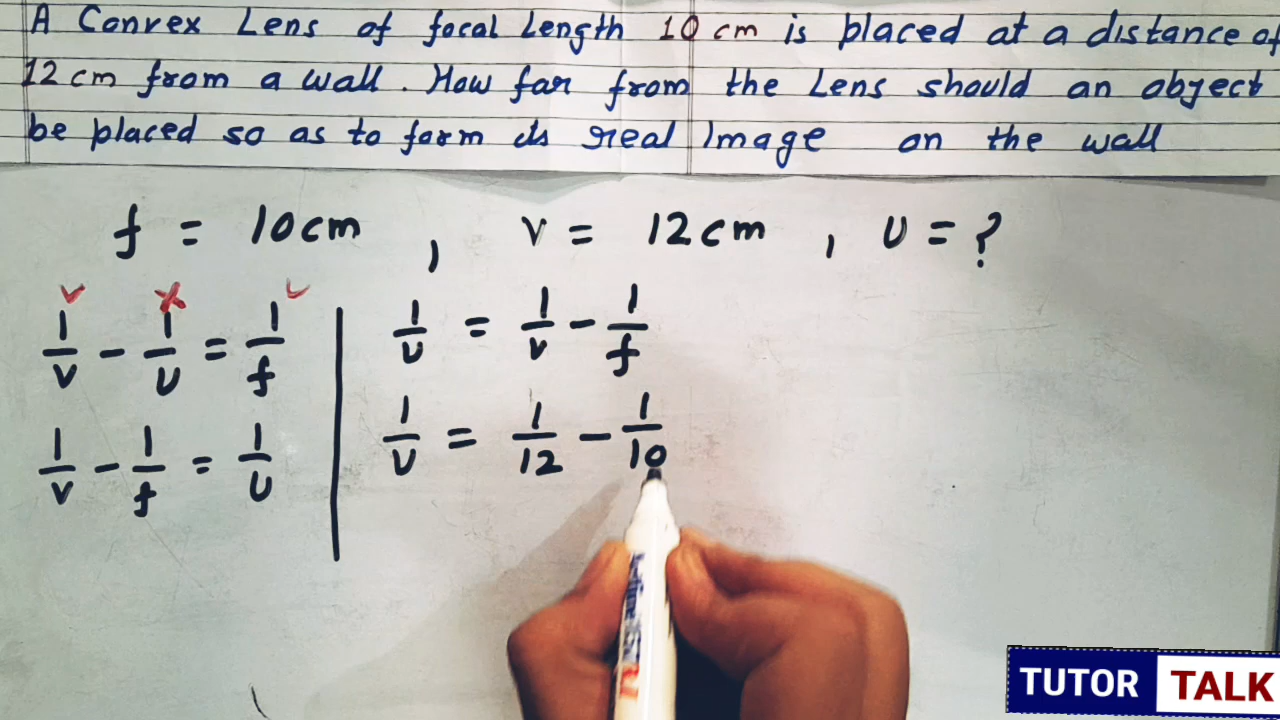 A Convex Lens of focal Length 10 cm is placed at a distance of
12 cm from a wall. How far from the Lens should an object
be placed so as to form its real Image on the wall
f = 10cm , v = 12cm , u = ?
1/v - 1/u = 1/f
1/v - 1/f = 1/u
1/u = 1/v - 1/f
1/u = 1/12 - 1/10
TUTOR TALK